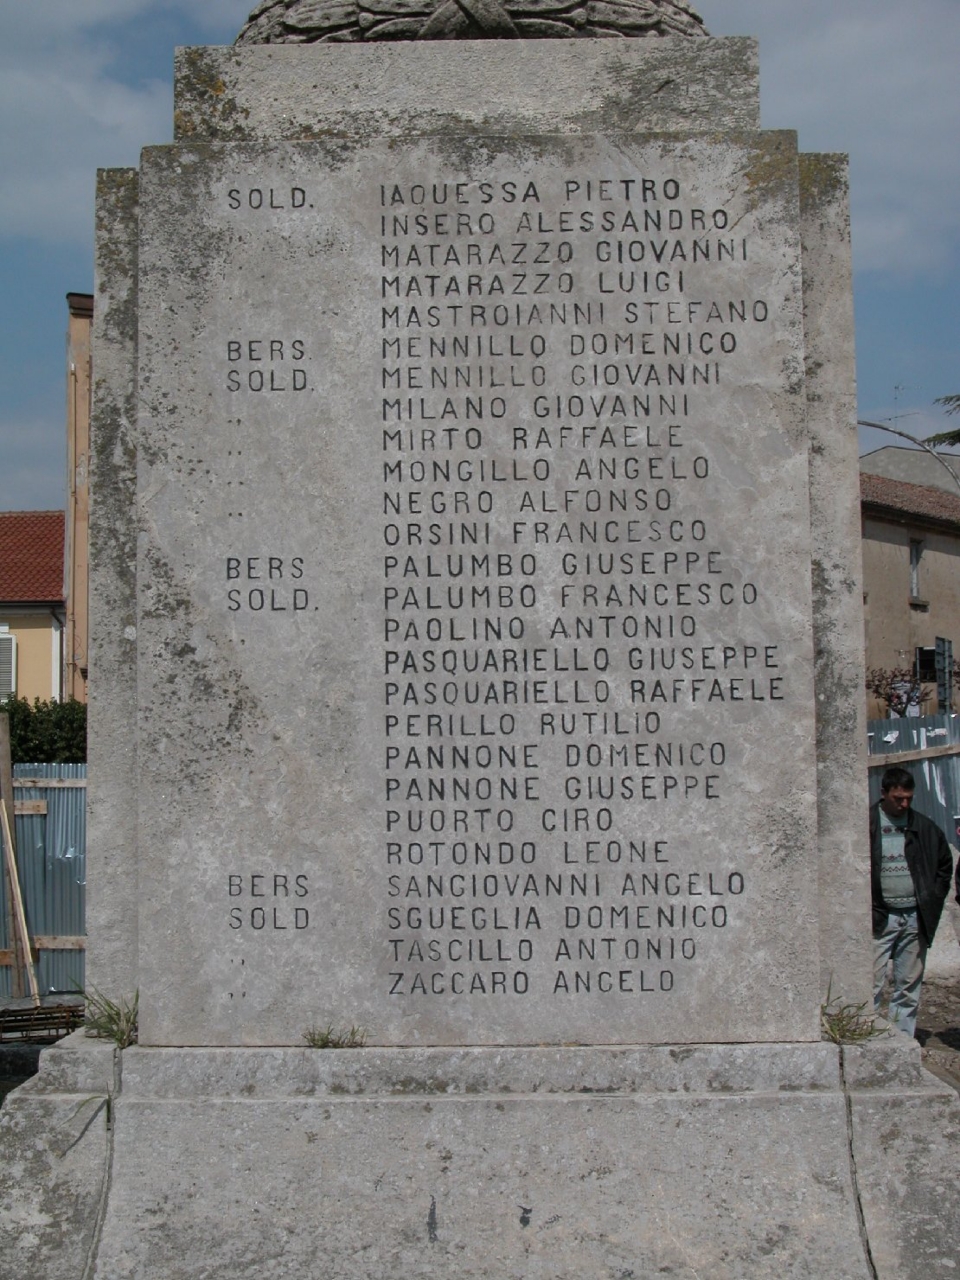 SOLD. IAQUESSA PIETRO
,, INSERO ALESSANDRO
,, MATARAZZO GIOVANNI
,, MATARAZZO LUIGI
,, MASTROIANNI STEFANO
BERS. MENNILLO DOMENICO
SOLD. MENNILLO GIOVANNI
,, MILANO GIOVANNI
,, MIRTO RAFFAELE
,, MONGILLO ANGELO
,, NEGRO ALFONSO
,, ORSINI FRANCESCO
BERS. PALUMBO GIUSEPPE
SOLD. PALUMBO FRANCESCO
,, PAOLINO ANTONIO
,, PASQUARIELLO GIUSEPPE
,, PASQUARIELLO RAFFAELE
,, PERILLO RUTILIO
,, PANNONE DOMENICO
,, PANNONE GIUSEPPE
,, PUORTO CIRO
,, ROTONDO LEONE
BERS SANGIOVANNI ANGELO
SOLD SGUEGLIA DOMENICO
,, TASCILLO ANTONIO
,, ZACCARO ANGELO